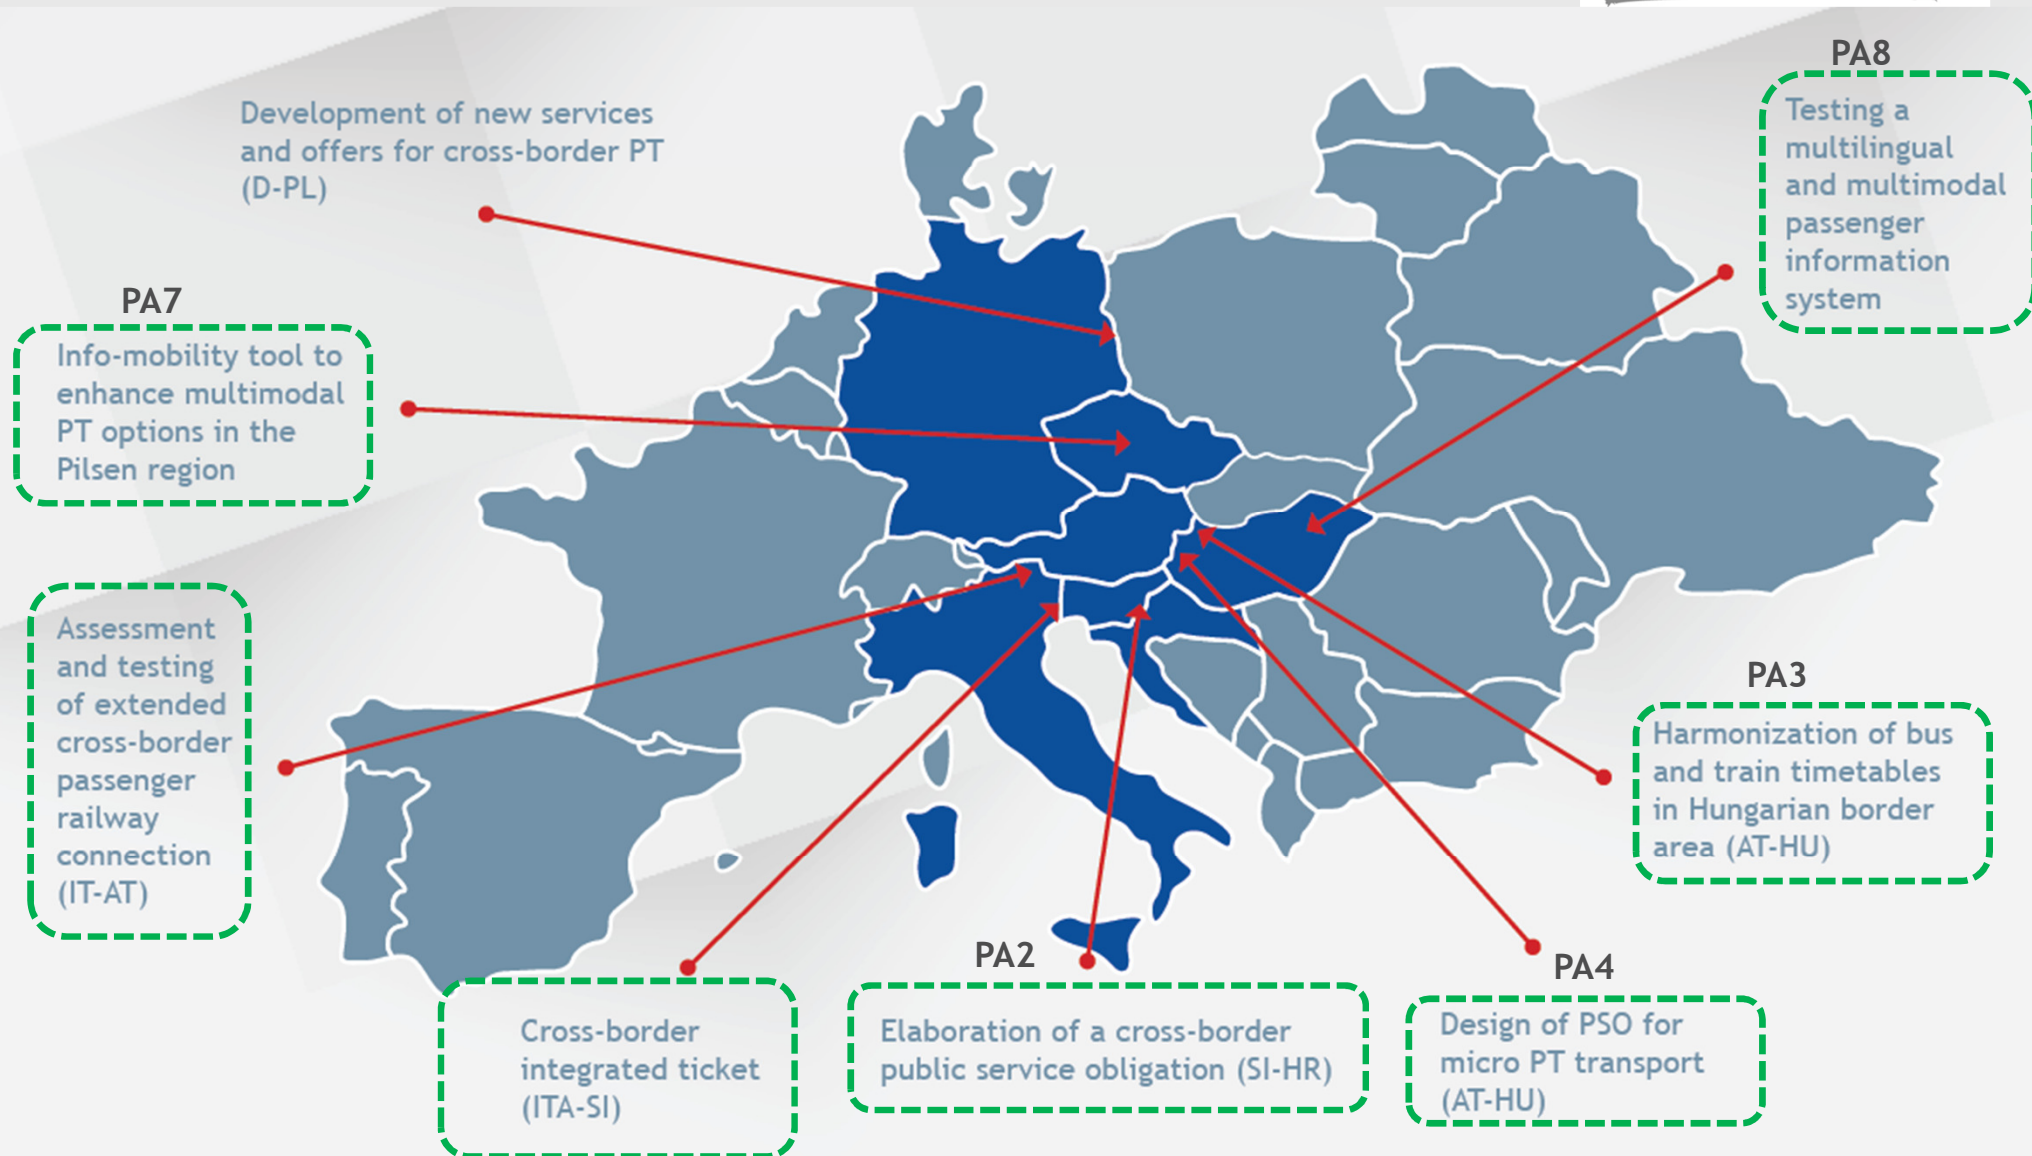 Development of new services
and offers for cross-border PT
(D-PL)
PA8
Testing a
multilingual
and multimodal
passenger
information
system
PA7
Info-mobility tool to
enhance multimodal
PT options in the
Pilsen region
Assessment
and testing
of extended
cross-border
passenger
railway
connection
(IT-AT)
PA3
Harmonization of bus
and train timetables
in Hungarian border
area (AT-HU)
Cross-border
integrated ticket
(ITA-SI)
PA2
Elaboration of a cross-border
public service obligation (SI-HR)
PA4
Design of PSO for
micro PT transport
(AT-HU)